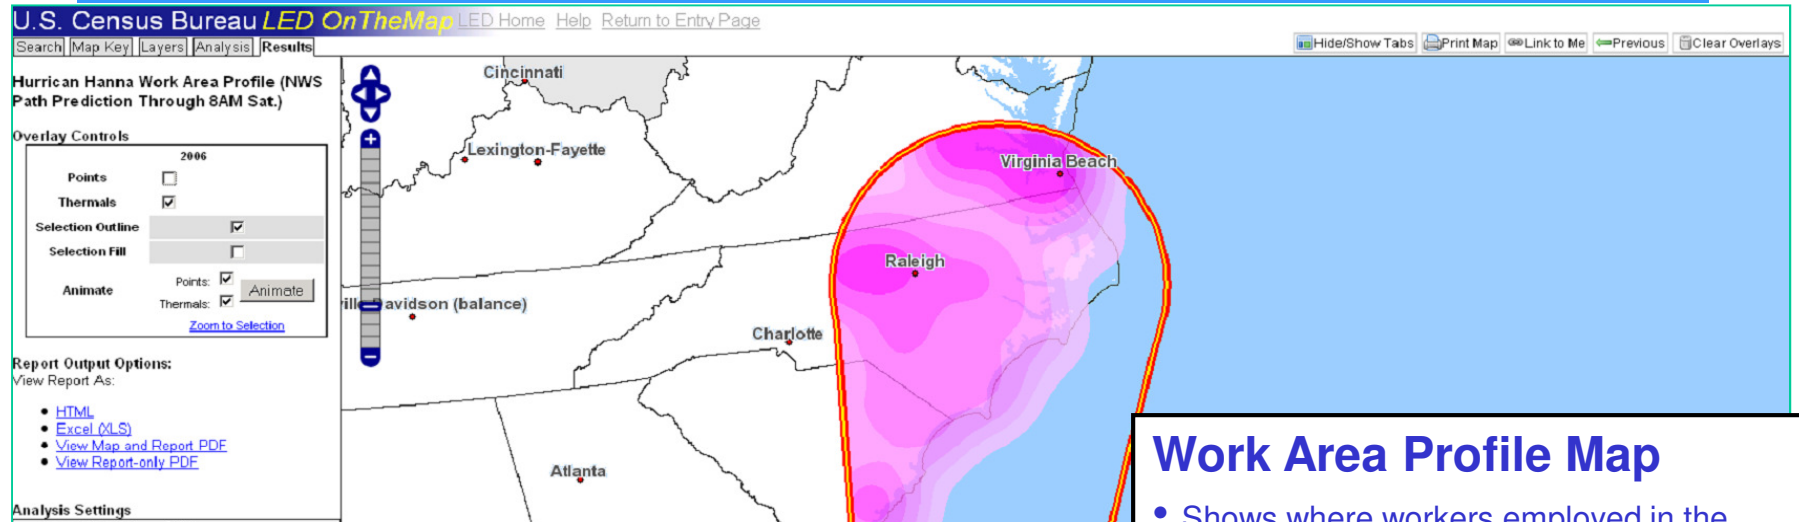 U.S. Census Bureau LED OnTheMap LED Home Help Return to Entry Page
Search Map Key Layers Analysis Results
Hide/Show Tabs Print Map Link to Me Previous Clear Overlays
Hurrican Hanna Work Area Profile (NWS
Path Prediction Through 8AM Sat.)
Overlay Controls
2006
Points
Thermals
Selection Outline
Selection Fill
Animate Points: Animate
Thermals:
Zoom to Selection
Report Output Options:
View Report As:
HTML
Excel (XLS)
View Map and Report PDF
View Report-only PDF
Analysis Settings
Cincinnati
Lexington-Fayette
Virginia Beach
Raleigh
Davidson (balance)
Charlotte
Atlanta
Work Area Profile Map
• Shows where workers employed in the